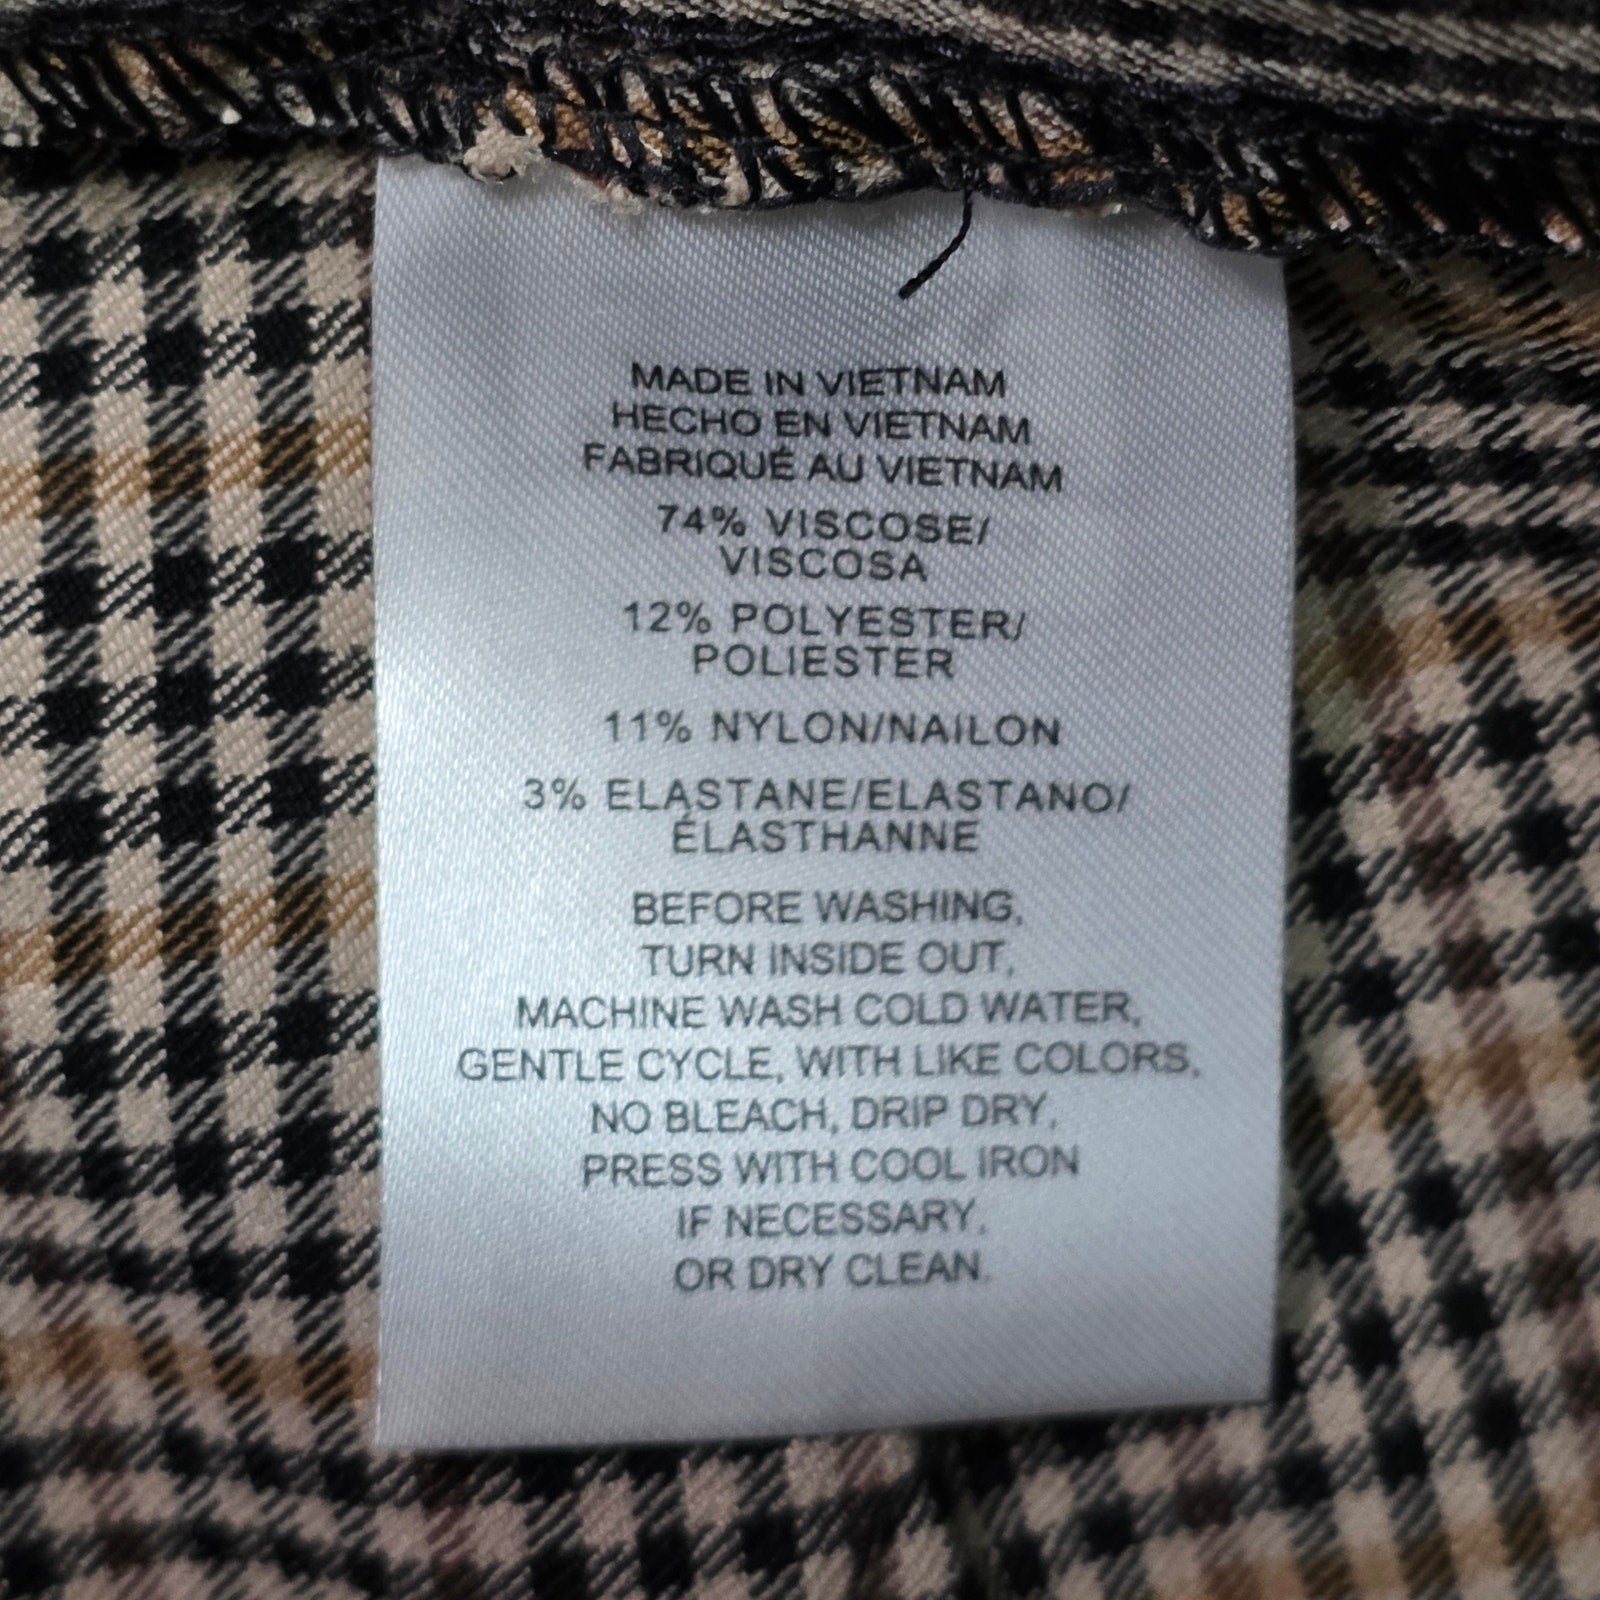 MADE IN VIETNAM
HECHO EN VIETNAM
FABRIQUÉ AU VIETNAM
74% VISCOSE/
VISCOSA
12% POLYESTER/
POLIESTER
11% NYLON/NAILON
3% ELASTANE/ELASTANO/
ÉLASTHANNE
BEFORE WASHING,
TURN INSIDE OUT,
MACHINE WASH COLD WATER,
GENTLE CYCLE, WITH LIKE COLORS,
NO BLEACH, DRIP DRY,
PRESS WITH COOL IRON
IF NECESSARY,
OR DRY CLEAN.